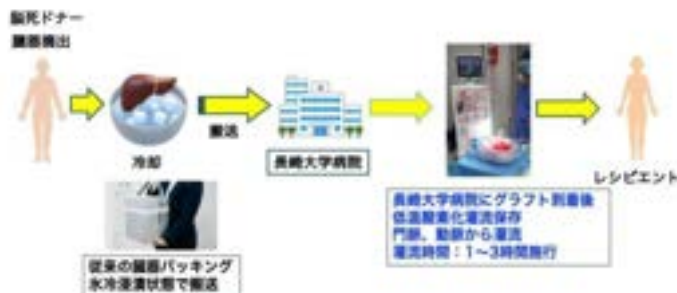 脳死ドナー
臓器摘出
冷却
搬送
長崎大学病院
レシピエント
従来の臓器パッキング
氷冷浸漬状態で搬送
長崎大学病院にグラフト到着後
低温酸素化灌流保存
門脈、動脈から灌流
灌流時間：1〜3時間施行